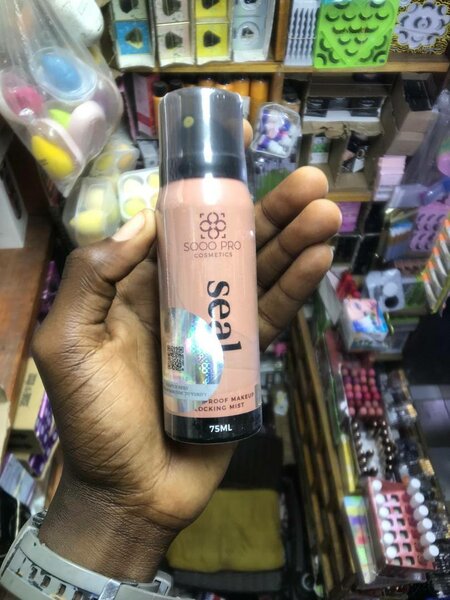 SOOO PRO
COSMETICS
seal
PROOF MAKEUP
LOCKING MIST
75ML